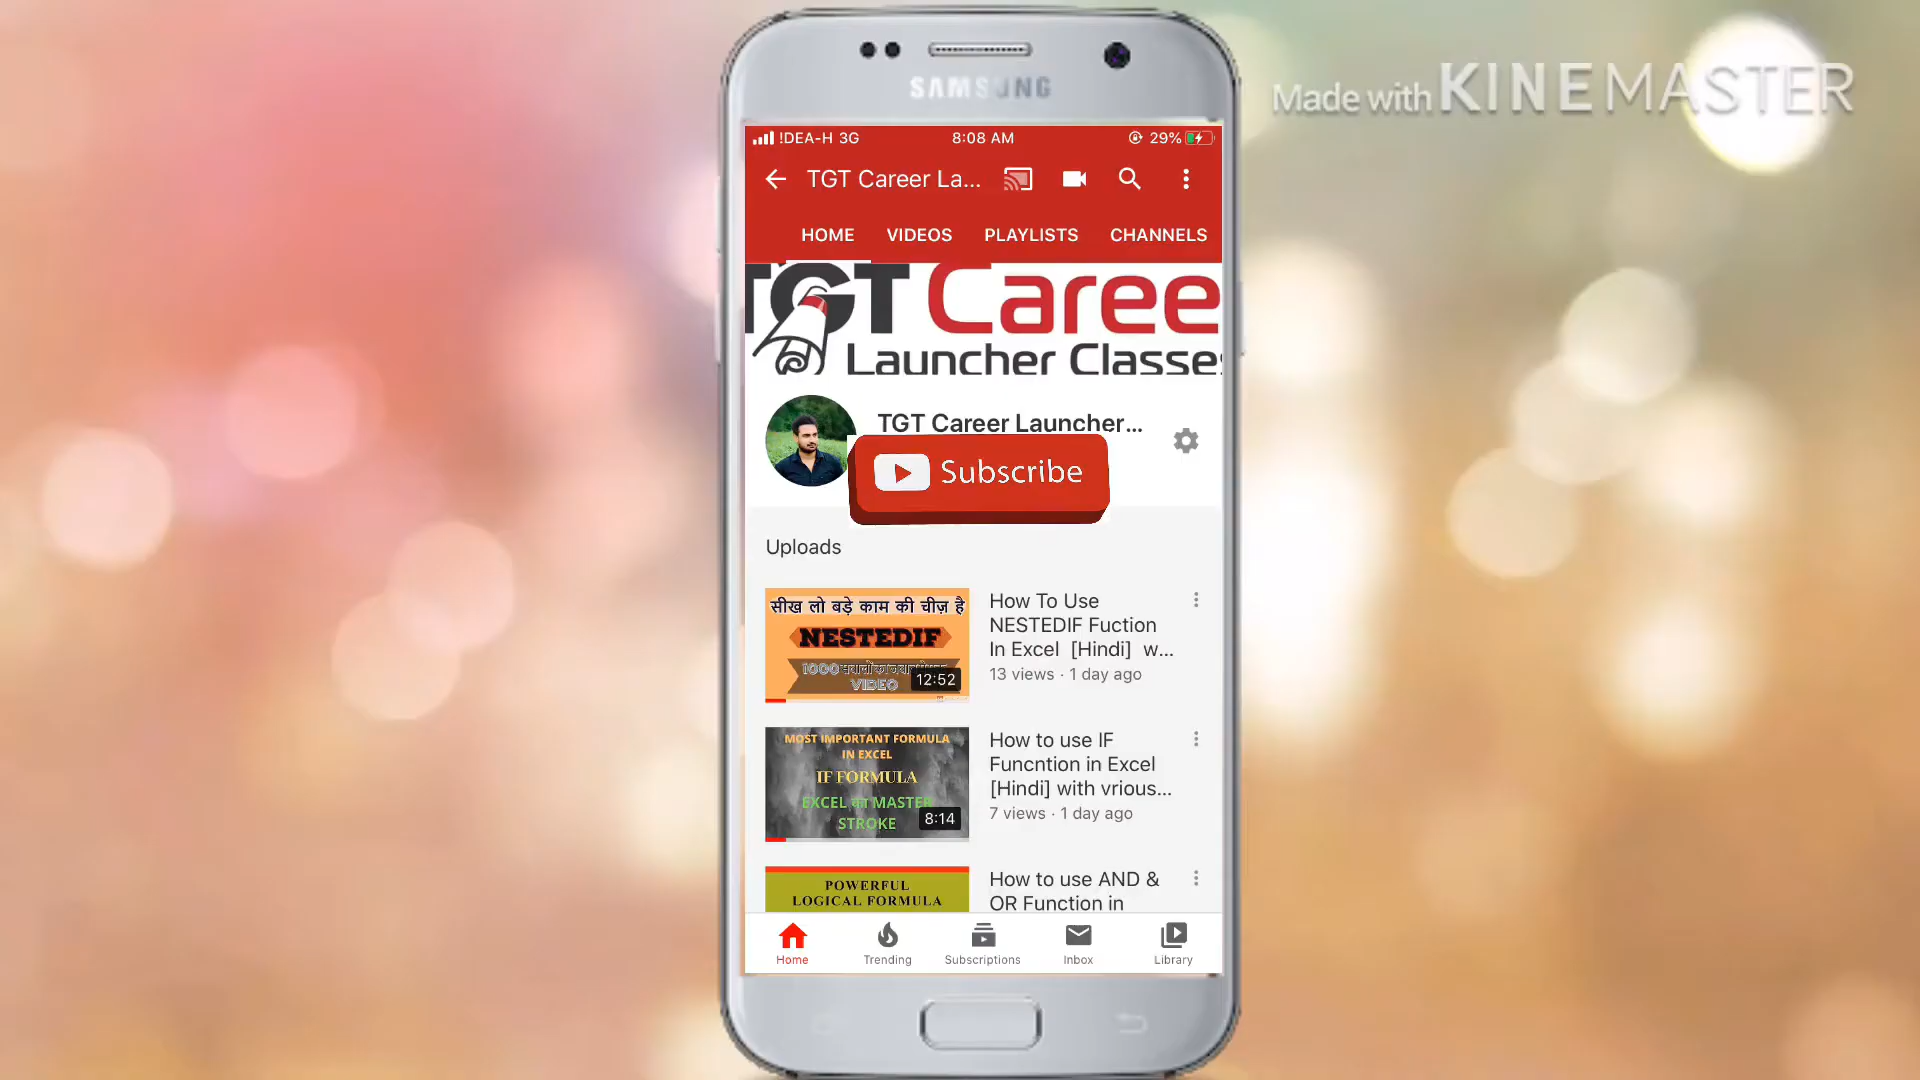 Made with KINEMASTER
SAMSUNG
!DEA-H 3G 8:08 AM 29%
TGT Career La...
HOME VIDEOS PLAYLISTS CHANNELS
TGT Caree
Launcher Classes
TGT Career Launcher...
Subscribe
Uploads
सीख लो बड़े काम की चीज़ है
NESTEDIF
VIDEO
12:52
How To Use
NESTEDIF Fuction
In Excel [Hindi] w...
13 views · 1 day ago
MOST IMPORTANT FORMULA
IN EXCEL
IF FORMULA
EXCEL का MASTER
STROKE
8:14
How to use IF
Funcntion in Excel
[Hindi] with vrious...
7 views · 1 day ago
POWERFUL
LOGICAL FORMULA
How to use AND &
OR Function in
Home Trending Subscriptions Inbox Library